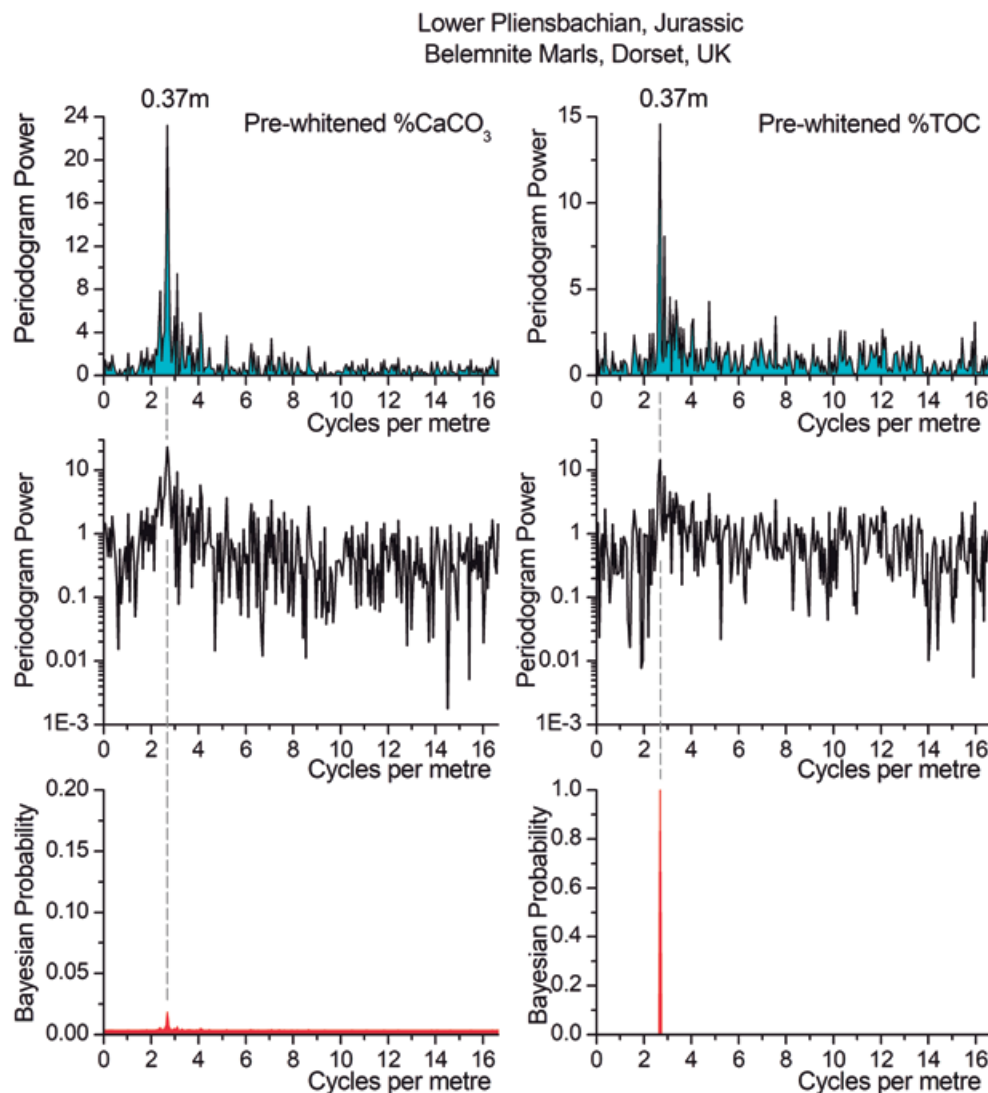 Lower Pliensbachian, Jurassic
Belemnite Marls, Dorset, UK
0.37m
Pre-whitened %CaCO₃
Periodogram Power
24
20
16
12
8
4
0
0 2 4 6 8 10 12 14 16
Cycles per metre
0.37m
Pre-whitened %TOC
Periodogram Power
15
10
5
0
0 2 4 6 8 10 12 14 16
Cycles per metre
Periodogram Power
10
1
0.1
0.01
1E-3
0 2 4 6 8 10 12 14 16
Cycles per metre
Periodogram Power
10
1
0.1
0.01
1E-3
0 2 4 6 8 10 12 14 16
Cycles per metre
Bayesian Probability
0.20
0.15
0.10
0.05
0.00
0 2 4 6 8 10 12 14 16
Cycles per metre
Bayesian Probability
1.0
0.8
0.6
0.4
0.2
0.0
0 2 4 6 8 10 12 14 16
Cycles per metre